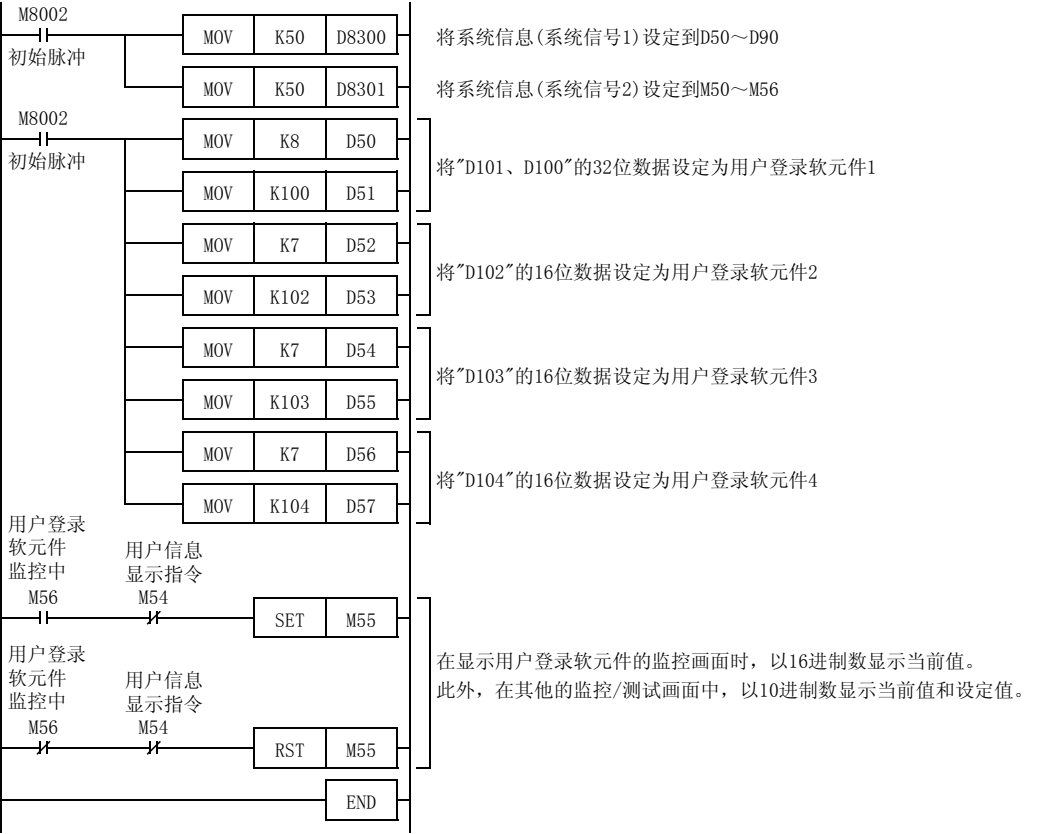 M8002
初始脉冲
MOV K50 D8300
将系统信息(系统信号1)设定到D50～D90
MOV K50 D8301
将系统信息(系统信号2)设定到M50～M56
M8002
初始脉冲
MOV K8 D50
MOV K100 D51
将"D101、D100"的32位数据设定为用户登录软元件1
MOV K7 D52
MOV K102 D53
将"D102"的16位数据设定为用户登录软元件2
MOV K7 D54
MOV K103 D55
将"D103"的16位数据设定为用户登录软元件3
MOV K7 D56
MOV K104 D57
将"D104"的16位数据设定为用户登录软元件4
用户登录
软元件
监控中
M56
用户信息
显示指令
M54
SET M55
用户登录
软元件
监控中
M56
用户信息
显示指令
M54
RST M55
在显示用户登录软元件的监控画面时，以16进制数显示当前值。
此外，在其他的监控/测试画面中，以10进制数显示当前值和设定值。
END